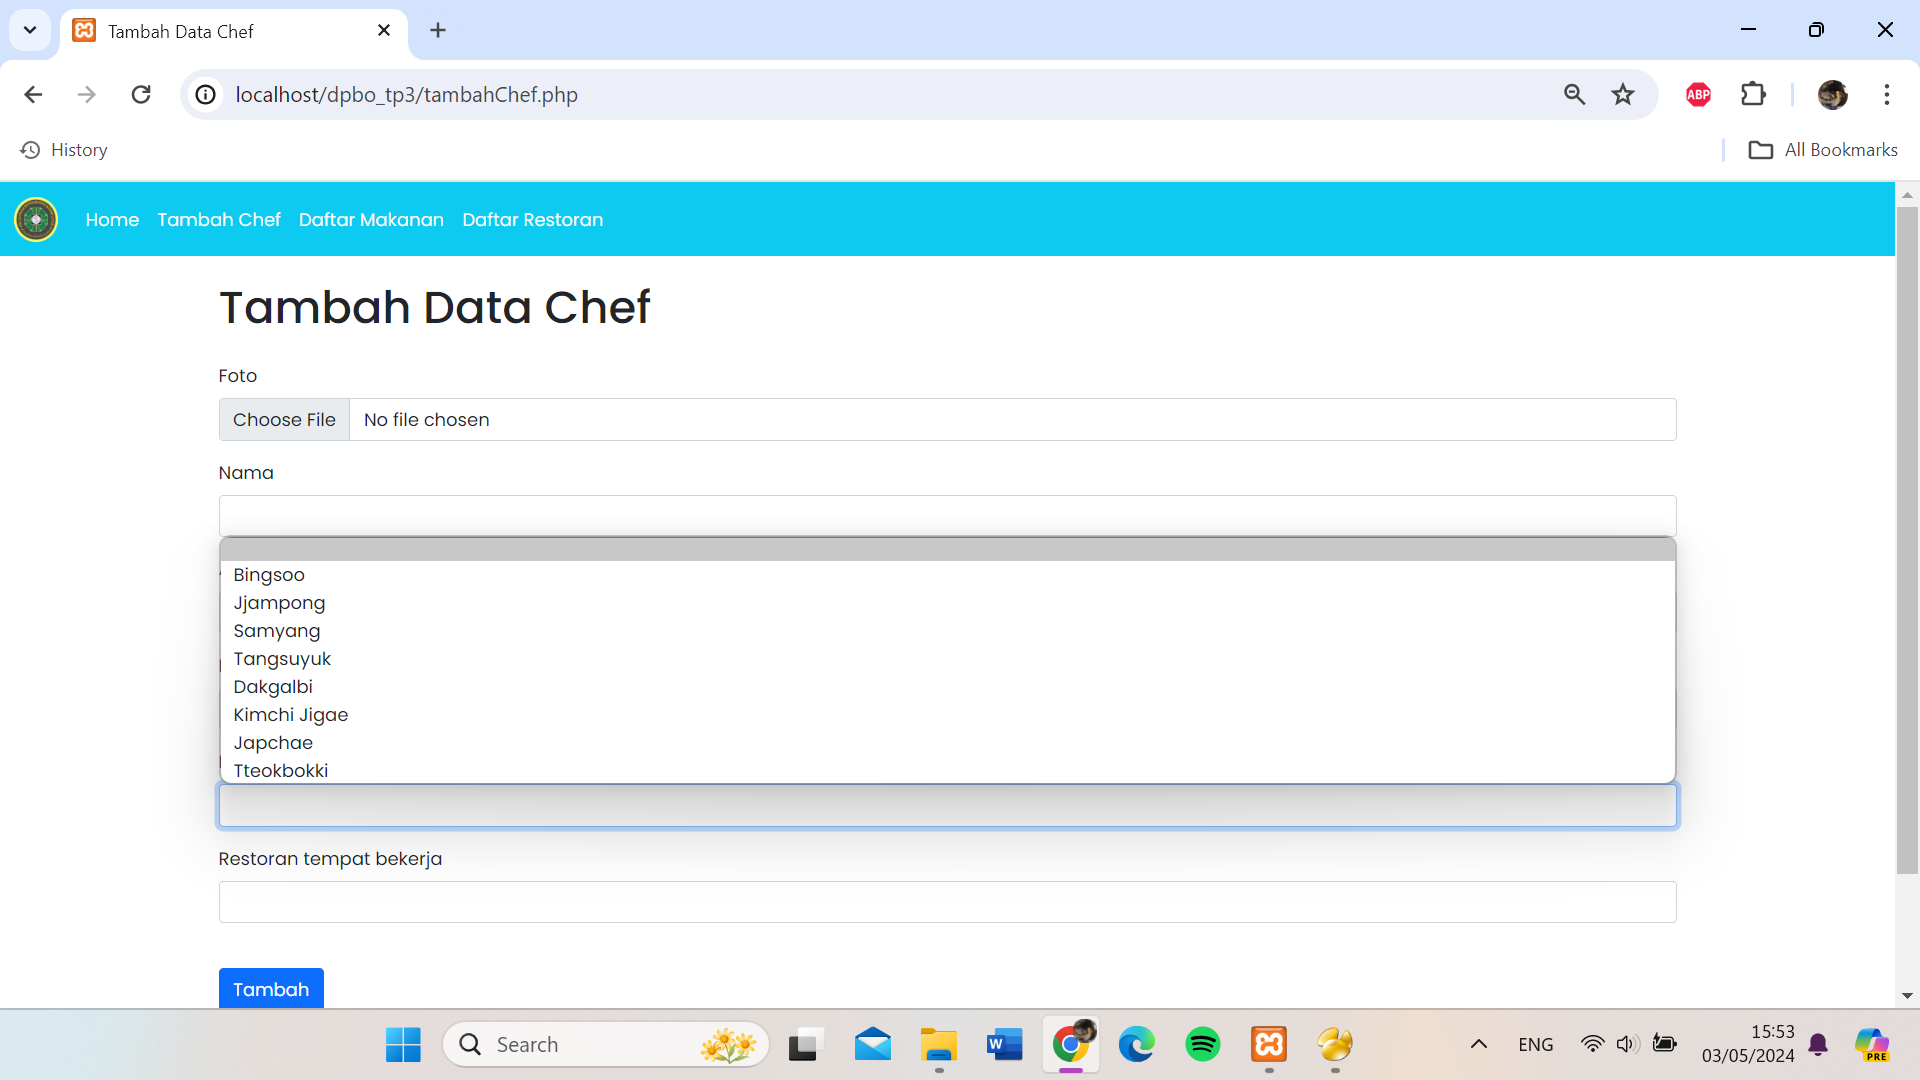 Tambah Data Chef
localhost/dpbo_tp3/tambahChef.php
ABP
History
All Bookmarks
Home Tambah Chef Daftar Makanan Daftar Restoran
Tambah Data Chef
Foto
Choose File No file chosen
Nama
Bingsoo
Jjampong
Samyang
Tangsuyuk
Dakgalbi
Kimchi Jigae
Japchae
Tteokbokki
Restoran tempat bekerja
Tambah
Search
W
ENG
15:53
03/05/2024
PRE